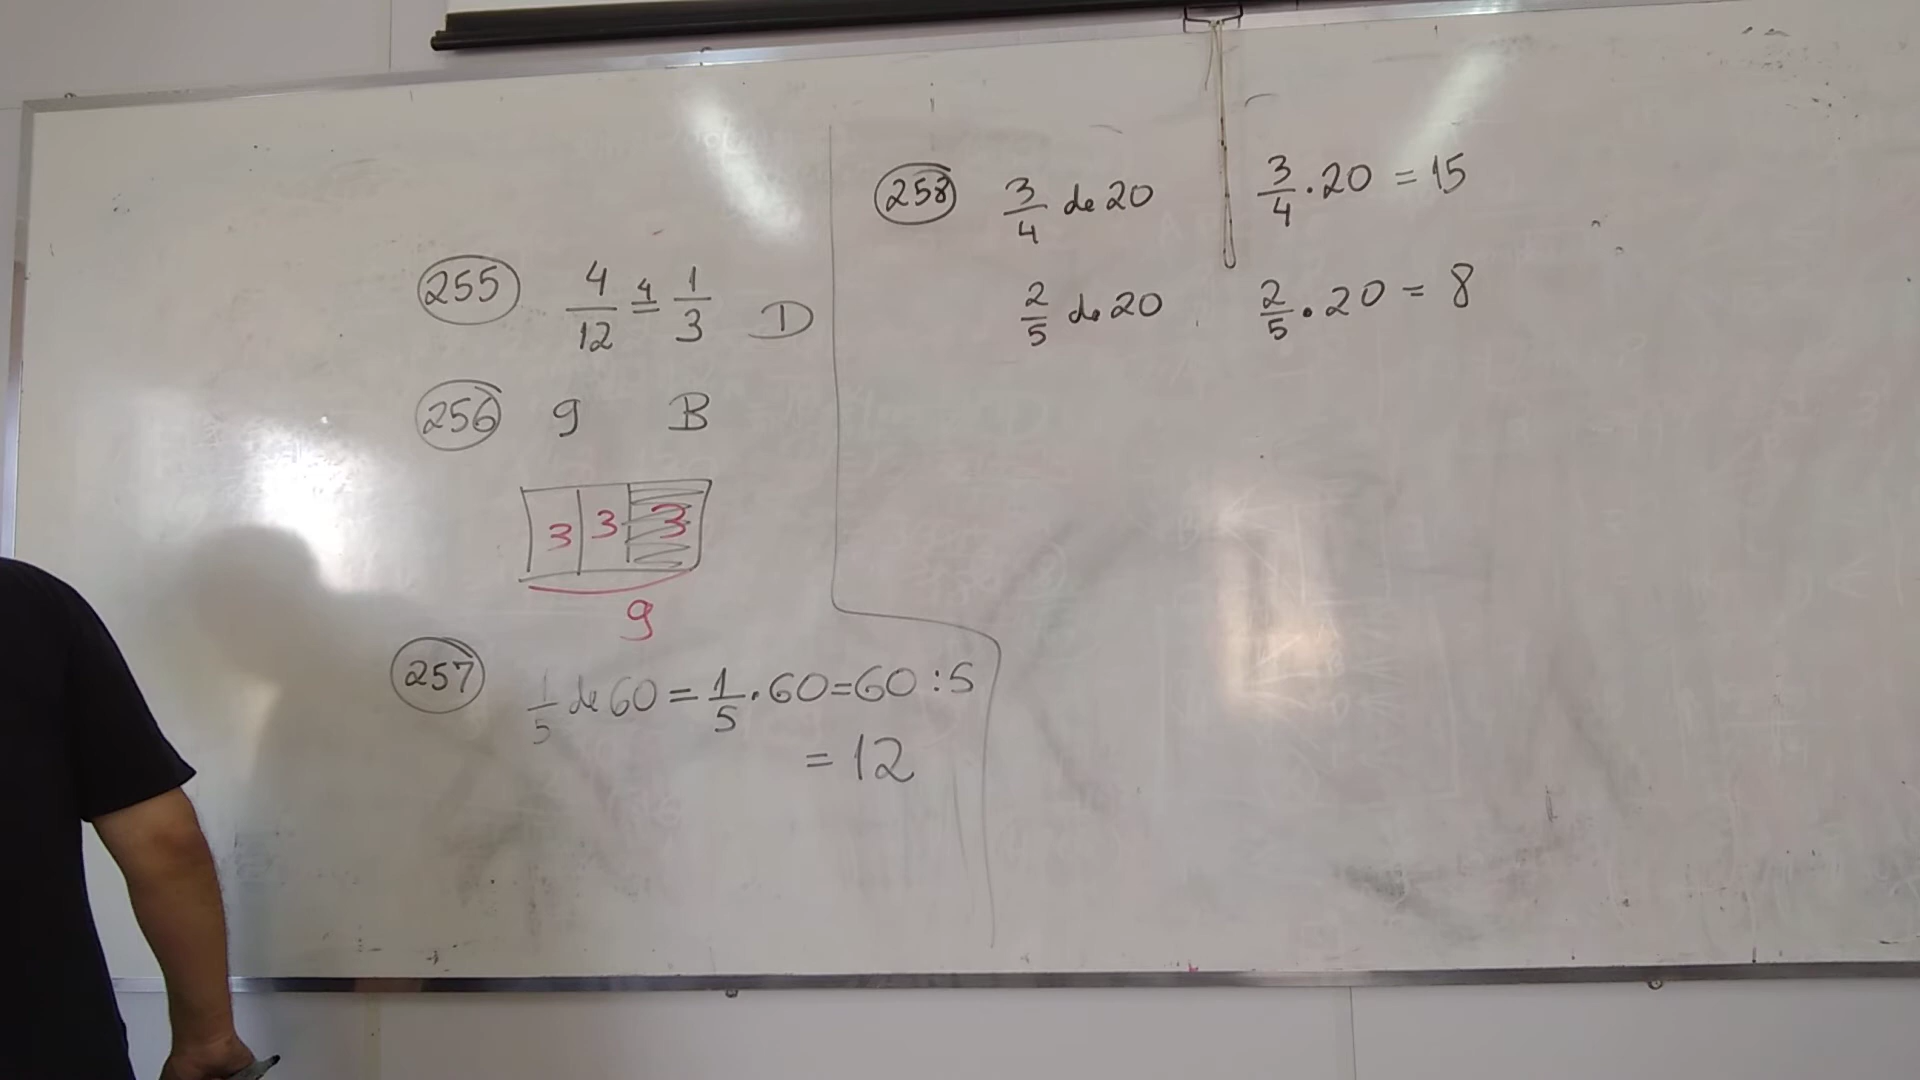 255 4/12 =4 1/3 D
256 9 B
3 3 3
9
257 1/5 de 60 = 1/5 . 60 = 60 : 5
= 12
258 3/4 de 20 3/4 . 20 = 15
2/5 de 20 2/5 . 20 = 8